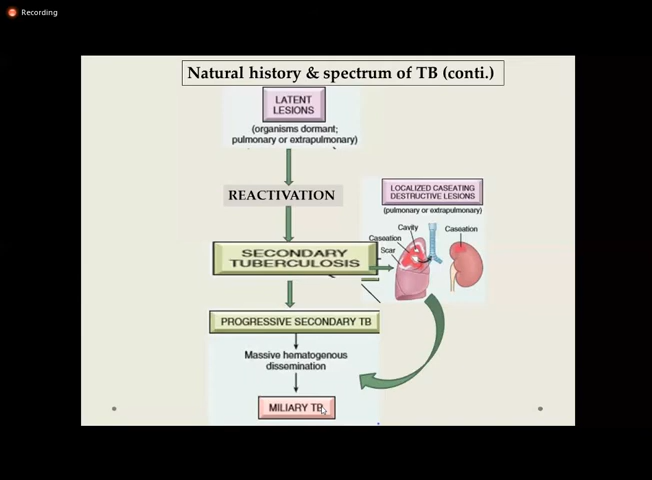 Recording
Natural history & spectrum of TB (conti.)
LATENT
LESIONS
(organisms dormant;
pulmonary or extrapulmonary)
REACTIVATION
LOCALIZED CASEATING
DESTRUCTIVE LESIONS
(pulmonary or extrapulmonary)
Cavity
Caseation
Caseation
Scar
SECONDARY
TUBERCULOSIS
PROGRESSIVE SECONDARY TB
Massive hematogenous
dissemination
MILIARY TB